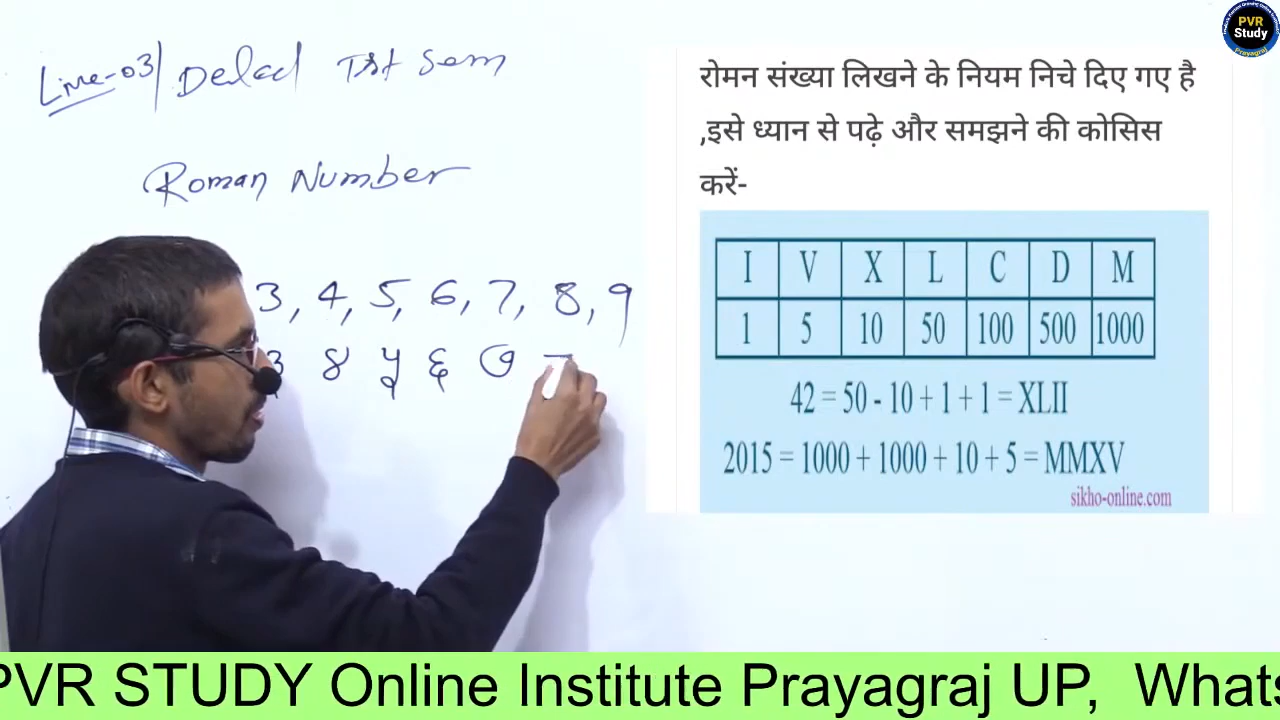 Line-03| Deled Ist Sem
Roman Number
3, 4, 5, 6, 7, 8, 9
३ ४ ५ ६ ७
PVR
Study
Prayagraj
रोमन संख्या लिखने के नियम निचे दिए गए है
,इसे ध्यान से पढ़े और समझने की कोसिस
करें-
I V X L C D M
1 5 10 50 100 500 1000
42 = 50 - 10 + 1 + 1 = XLII
2015 = 1000 + 1000 + 10 + 5 = MMXV
sikho-online.com
PVR STUDY Online Institute Prayagraj UP, Whats